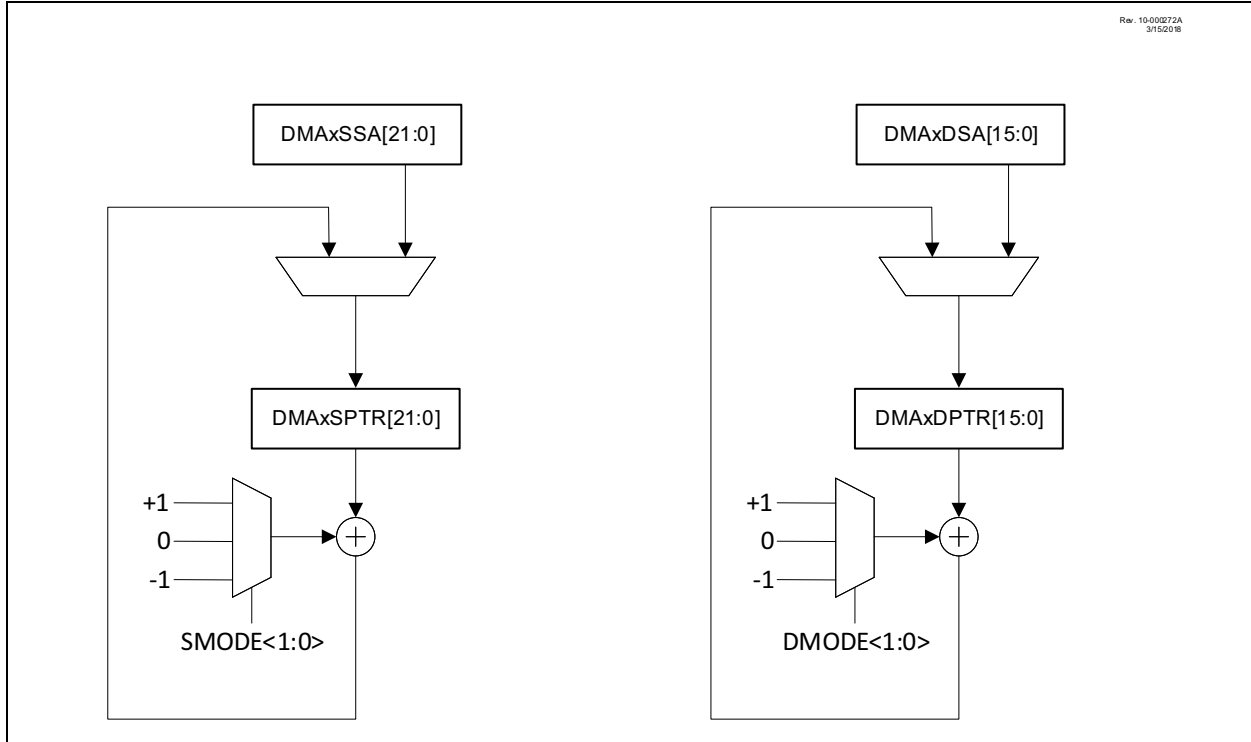 Rev. 10-000272A
3/15/2018
DMAxSSA[21:0]
DMAxDSA[15:0]
DMAxSPTR[21:0]
DMAxDPTR[15:0]
+1
0
-1
SMODE<1:0>
+1
0
-1
DMODE<1:0>